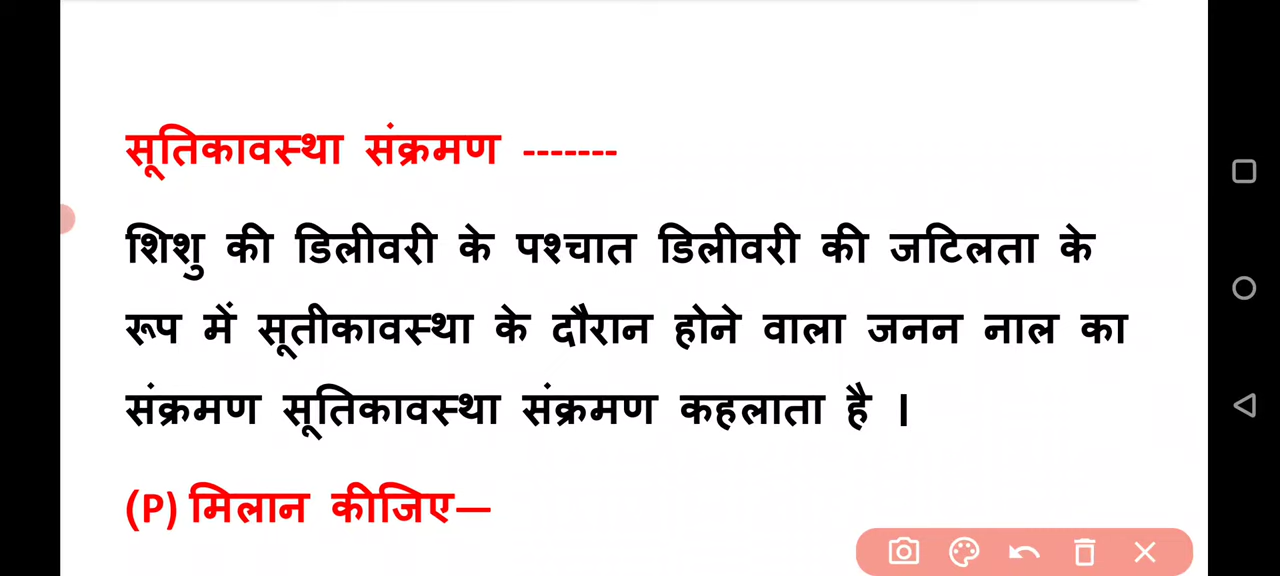 सूतिकावस्था संक्रमण -------
शिशु की डिलीवरी के पश्चात डिलीवरी की जटिलता के
रूप में सूतीकावस्था के दौरान होने वाला जनन नाल का
संक्रमण सूतिकावस्था संक्रमण कहलाता है ।
(P) मिलान कीजिए—